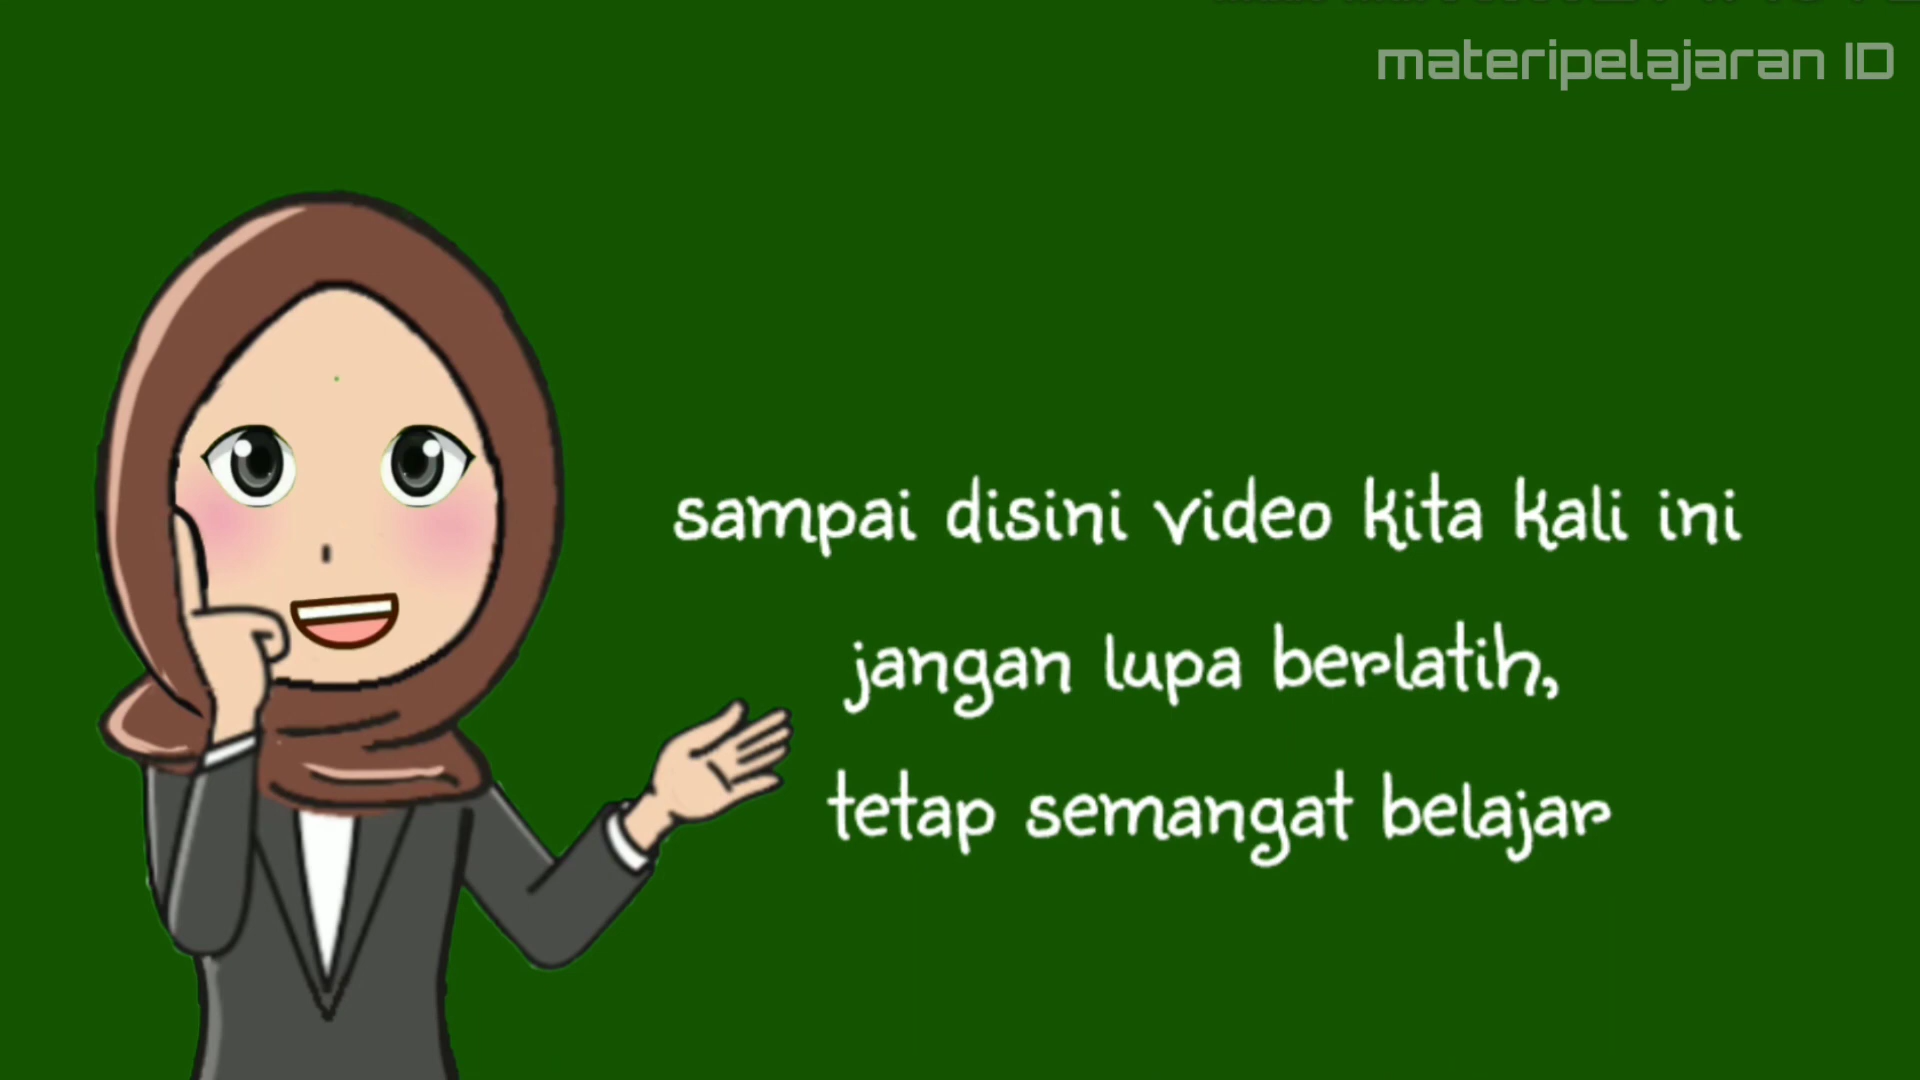 materipelajaran ID
sampai disini video kita kali ini
jangan lupa berlatih,
tetap semangat belajar